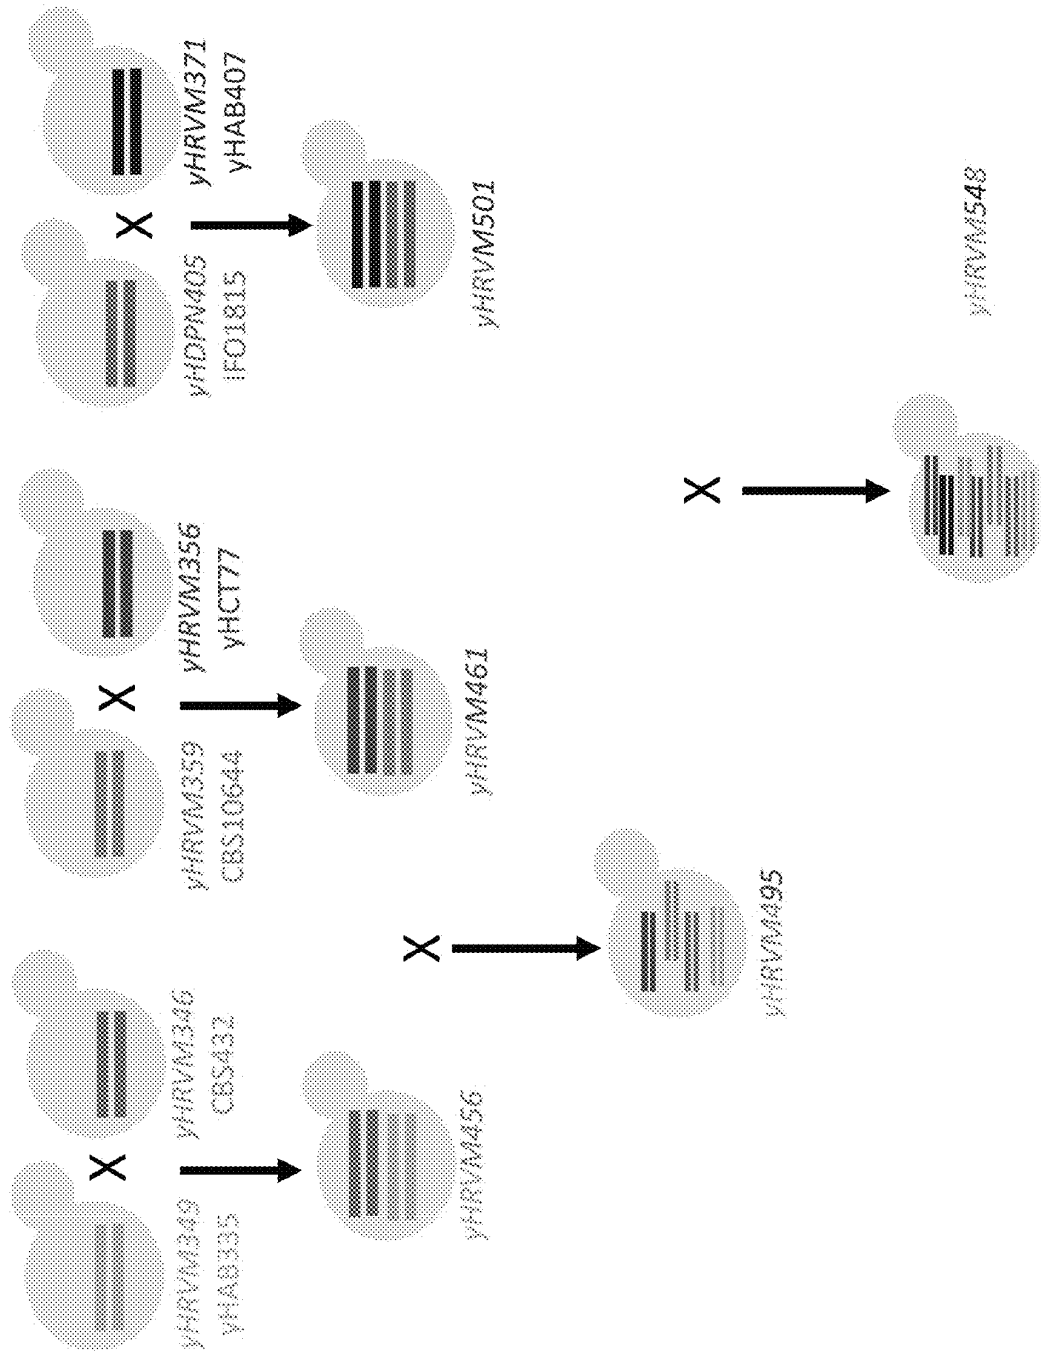 yHRVM349
yHAB335
X
yHRVM346
CBS432
yHRVM359
CBS10644
X
yHRVM356
yHCT77
yHDPN405
IFO1815
X
yHRVM371
yHAB407
yHRVM456
X
yHRVM461
yHRVM501
yHRVM495
X
yHRVM548